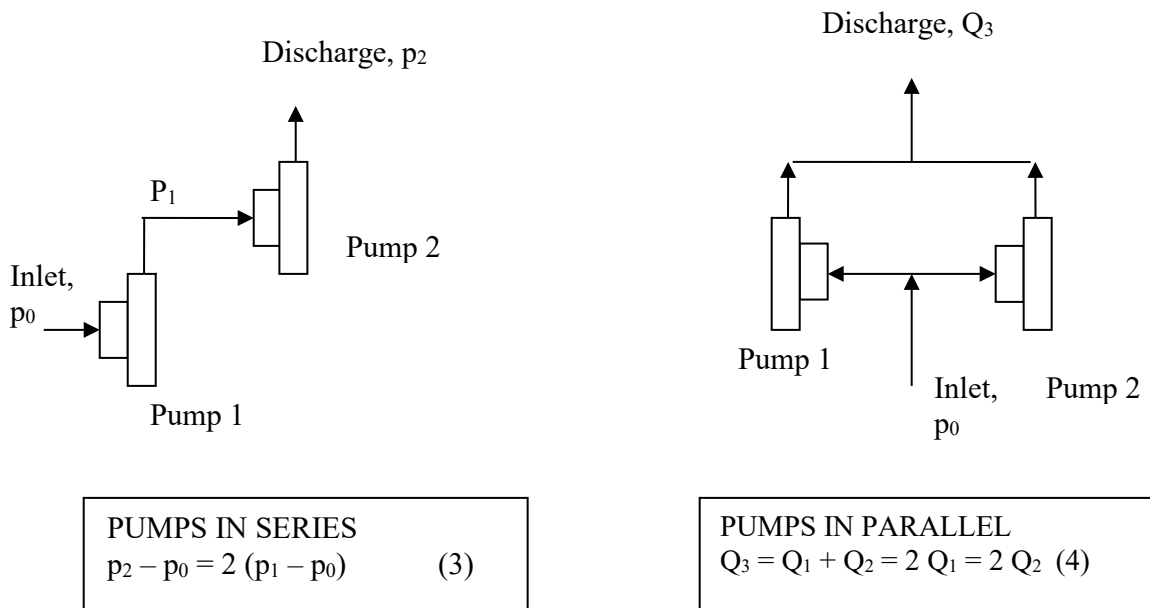 Discharge, p₂
P₁
Pump 2
Inlet,
p₀
Pump 1
PUMPS IN SERIES
p₂ – p₀ = 2 (p₁ – p₀) (3)
Discharge, Q₃
Pump 1
Inlet,
p₀
Pump 2
PUMPS IN PARALLEL
Q₃ = Q₁ + Q₂ = 2 Q₁ = 2 Q₂ (4)